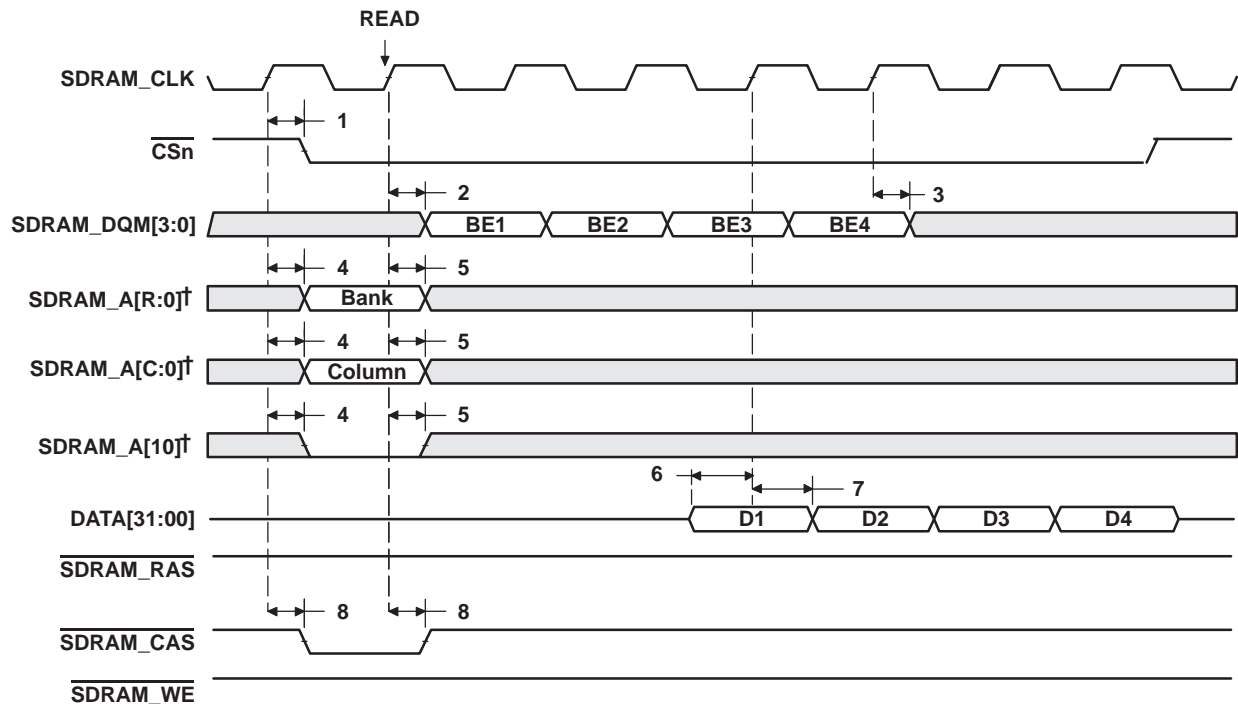 READ
SDRAM_CLK
1
CSn
2
3
SDRAM_DQM[3:0]
BE1 BE2 BE3 BE4
4 5
SDRAM_A[R:0]†
Bank
4 5
SDRAM_A[C:0]†
Column
4 5
SDRAM_A[10]†
6 7
DATA[31:00]
D1 D2 D3 D4
SDRAM_RAS
8 8
SDRAM_CAS
SDRAM_WE